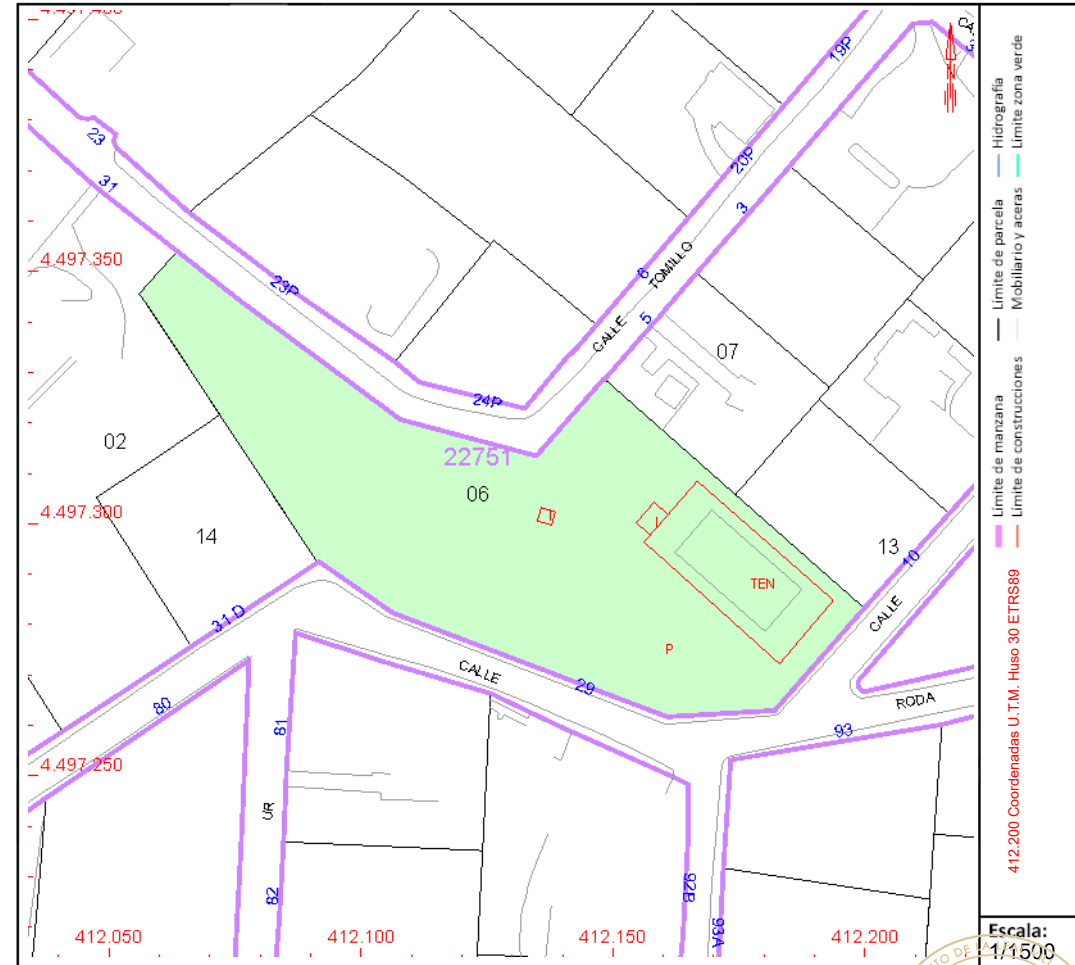 4.497.400
23
31
23P
24P
19P
20P
3
6
5
CALLE
TOMILLO
N
4.497.350
02
07
22751
06
4.497.300
14
13
10
I
TEN
P
CALLE
31 D
CALLE
29
80
81
93
RODA
4.497.250
UR
82
92B
93A
412.050
412.100
412.150
412.200
412.200 Coordenadas U.T.M. Huso 30 ETRS89
Límite de manzana
Límite de construcciones
Límite de parcela
Mobiliario y aceras
Hidrografía
Límite zona verde
Escala:
1/1500